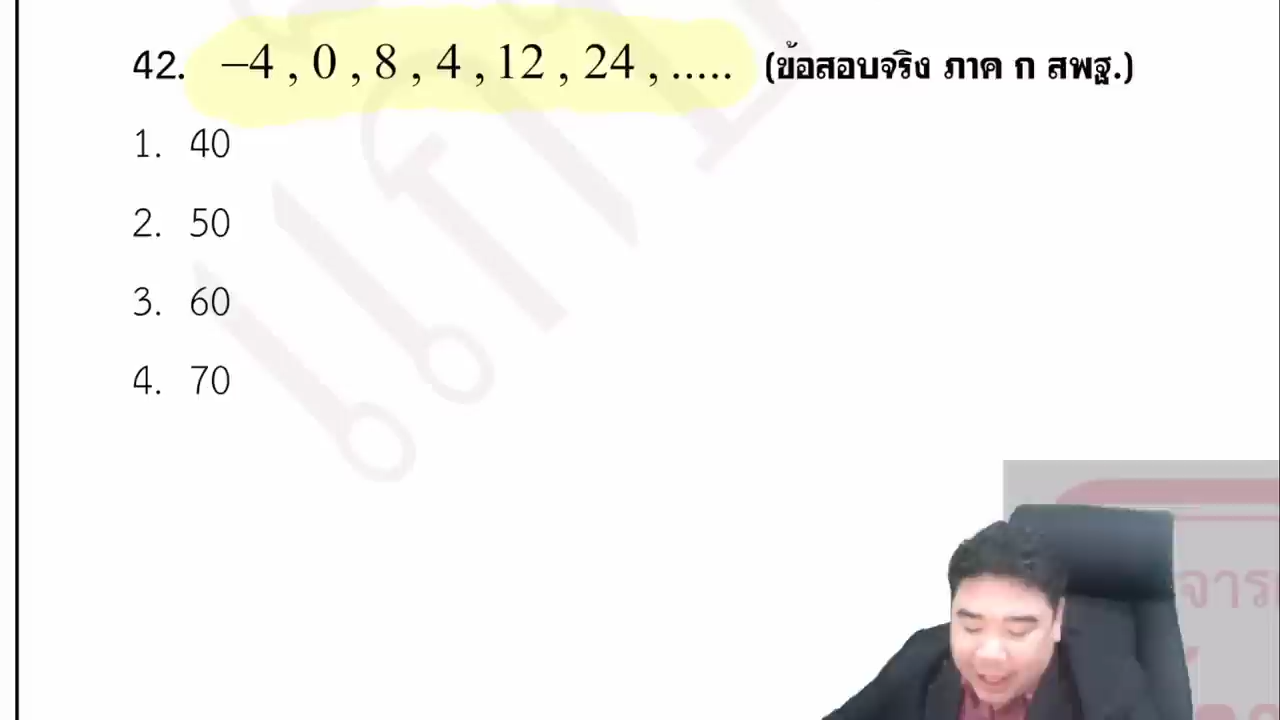 42. –4 , 0 , 8 , 4 , 12 , 24 , ..... (ข้อสอบจริง ภาค ก สพฐ.)
1. 40
2. 50
3. 60
4. 70